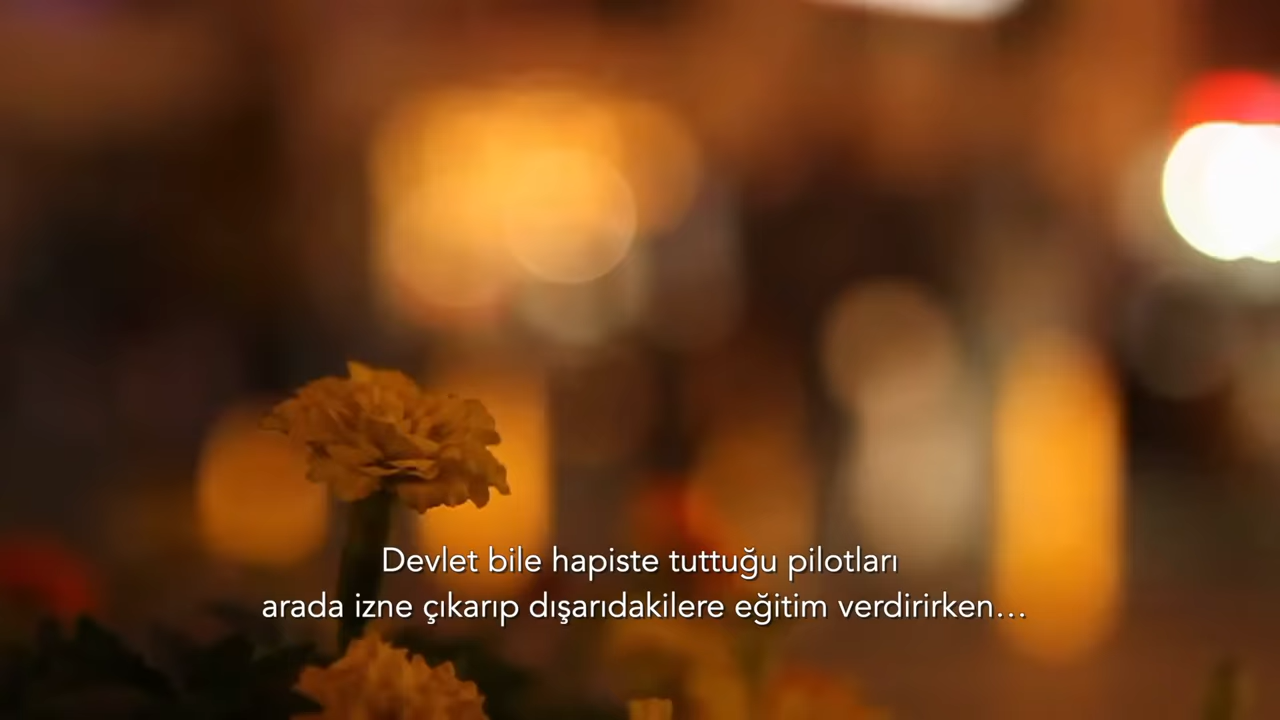 Devlet bile hapiste tuttuğu pilotları
arada izne çıkarıp dışarıdakilere eğitim verdirirken…